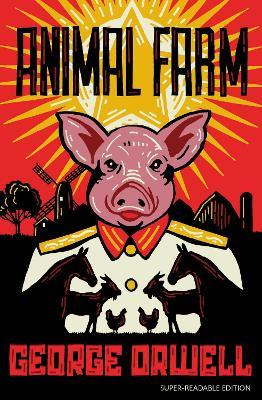 ANIMAL FARM
GEORGE ORWELL
SUPER-READABLE EDITION